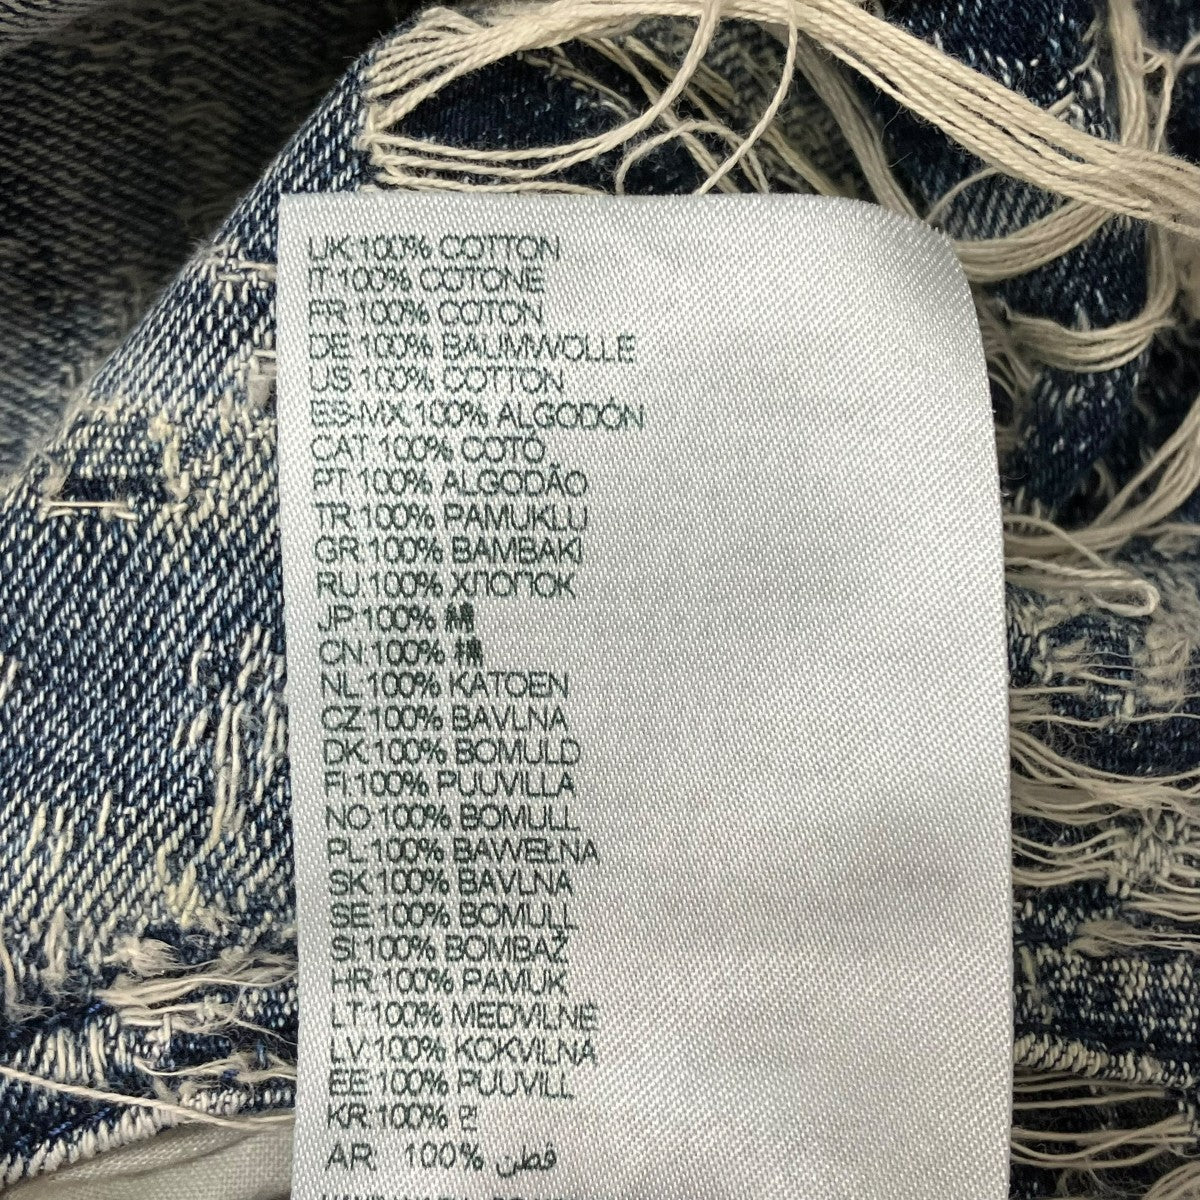 UK:100% COTTON
IT:100% COTONE
FR:100% COTON
DE:100% BAUMWOLLE
US:100% COTTON
ES-MX:100% ALGODÓN
CAT:100% COTÓ
PT:100% ALGODÃO
TR:100% PAMUKLU
GR:100% BAMBAKI
RU:100% ХЛОПОК
JP:100% 綿
CN:100% 棉
NL:100% KATOEN
CZ:100% BAVLNA
DK:100% BOMULD
FI:100% PUUVILLA
NO:100% BOMULL
PL:100% BAWEŁNA
SK:100% BAVLNA
SE:100% BOMULL
SI:100% BOMBAŽ
HR:100% PAMUK
LT:100% MEDVILNE
LV:100% KOKVILNA
EE:100% PUUVILL
KR:100% 면
AR 100% قطن